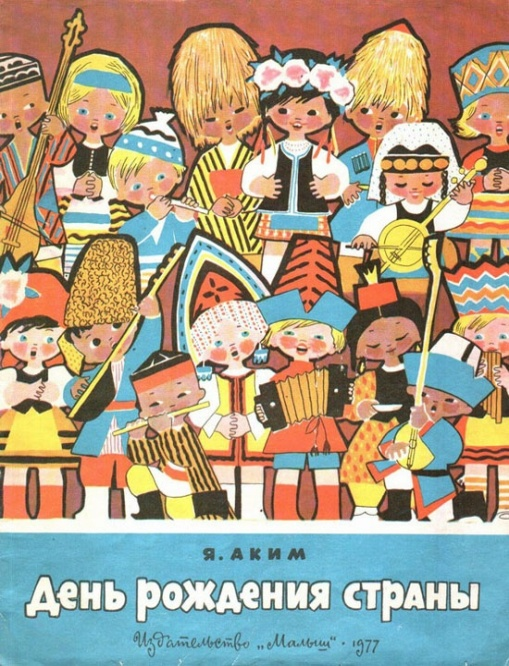 Я. АКИМ
День рождения страны
Издательство „Малыш" · 1977